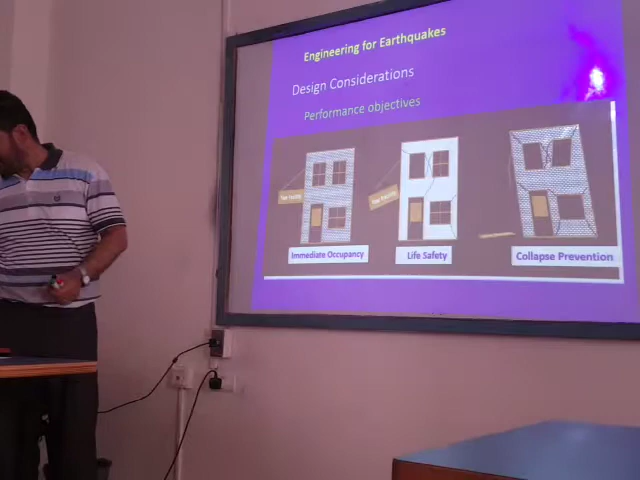 Engineering for Earthquakes
Design Considerations
Performance objectives
Immediate Occupancy
Life Safety
Collapse Prevention